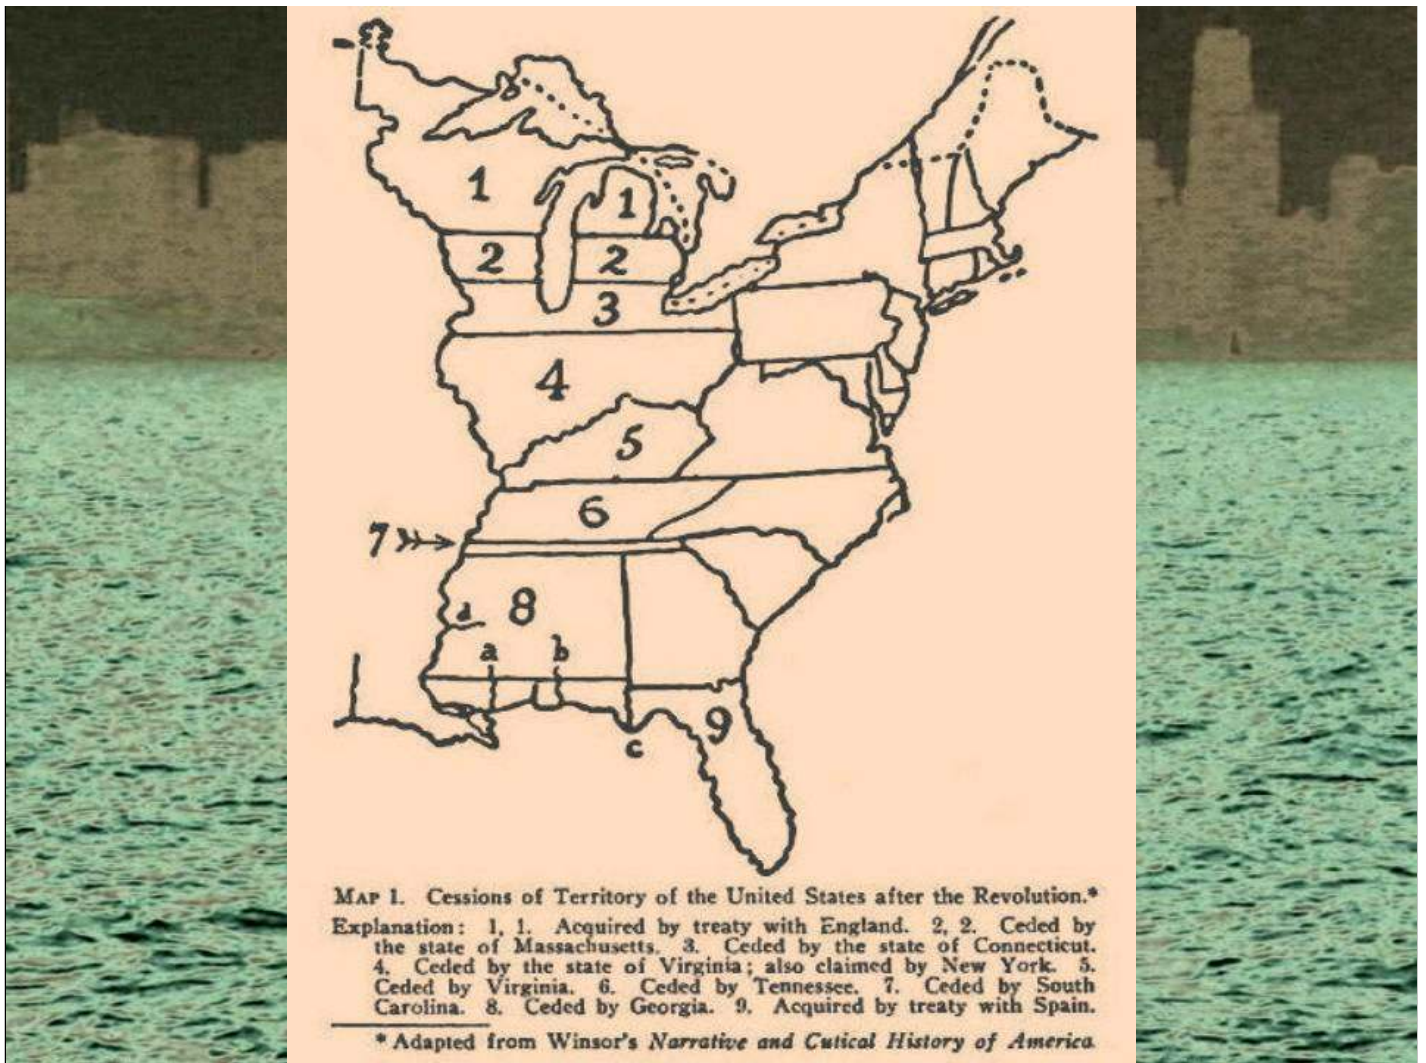 1
1
2 2
3
4
5
6
7
8
d
a b
9
c
MAP 1. Cessions of Territory of the United States after the Revolution.*
Explanation: 1, 1. Acquired by treaty with England. 2, 2. Ceded by
the state of Massachusetts. 3. Ceded by the state of Connecticut.
4. Ceded by the state of Virginia; also claimed by New York. 5.
Ceded by Virginia. 6. Ceded by Tennessee. 7. Ceded by South
Carolina. 8. Ceded by Georgia. 9. Acquired by treaty with Spain.
* Adapted from Winsor's Narrative and Cutical History of America